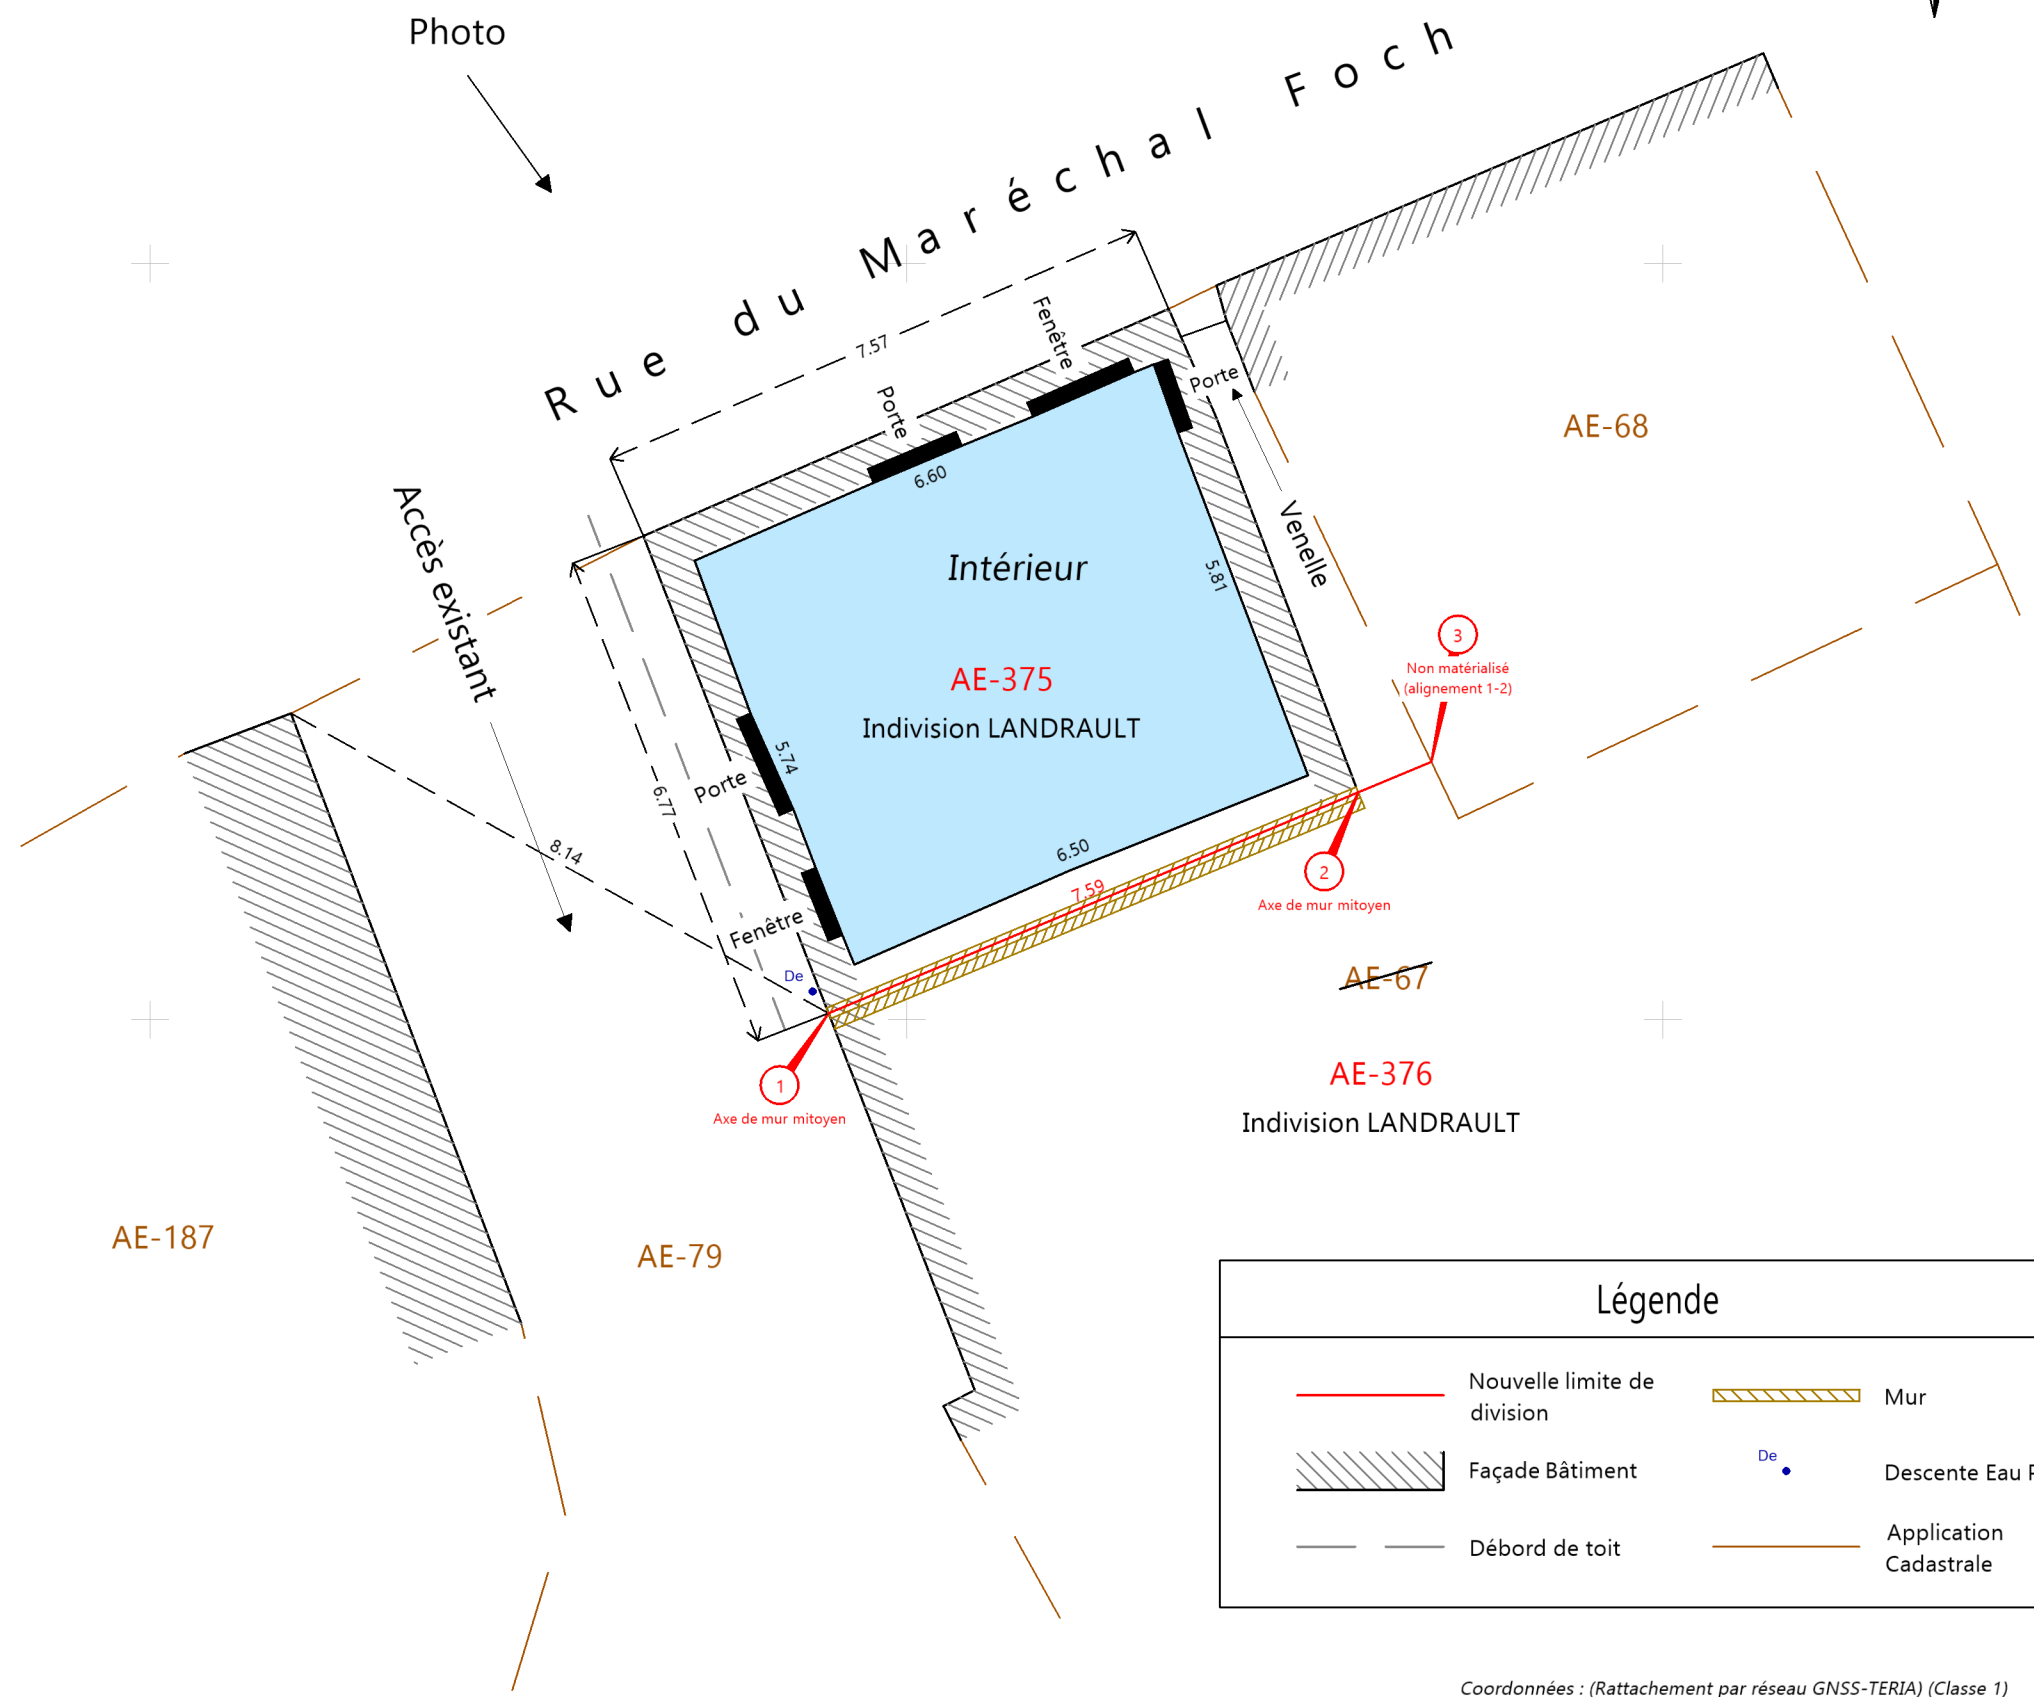 Photo
Rue du Maréchal Foch
7.57
Fenêtre
Porte
Porte
6.60
AE-68
Accès existant
Venelle
Intérieur
5.81
3
Non matérialisé
(alignement 1-2)
AE-375
Indivision LANDRAULT
5.74
Porte
6.77
8.14
6.50
7.59
2
Axe de mur mitoyen
Fenêtre
De
AE-67
1
Axe de mur mitoyen
AE-376
Indivision LANDRAULT
AE-187
AE-79
Légende
Nouvelle limite de
division
Mur
Façade Bâtiment
De
Descente Eau P
Débord de toit
Application
Cadastrale
Coordonnées : (Rattachement par réseau GNSS-TERIA) (Classe 1)